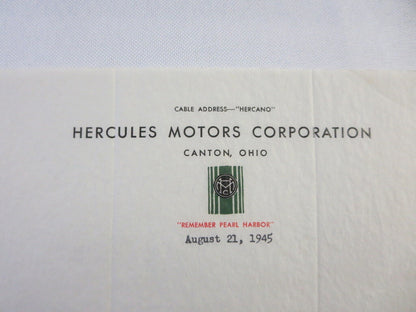 CABLE ADDRESS—"HERCANO"
HERCULES MOTORS CORPORATION
CANTON, OHIO
"REMEMBER PEARL HARBOR"
August 21, 1945